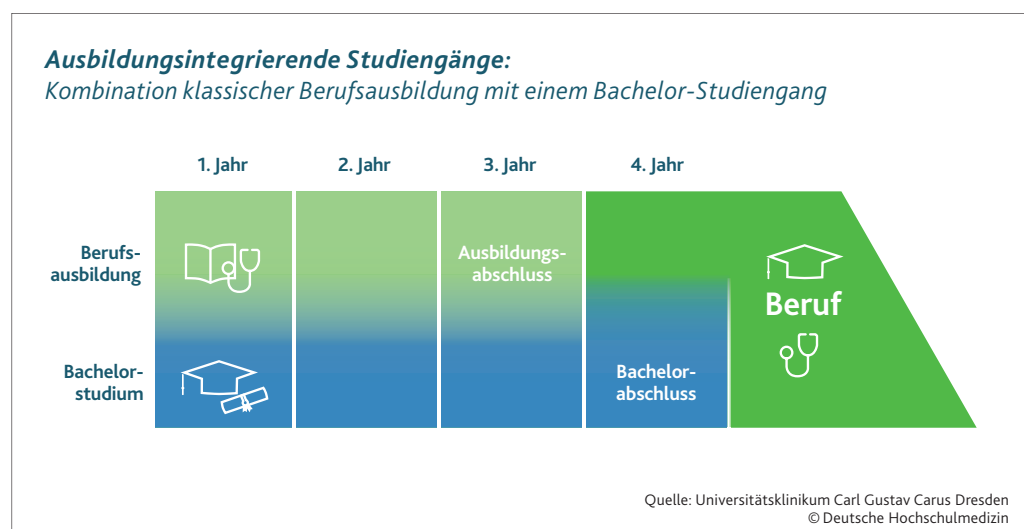 Ausbildungsintegrierende Studiengänge:
Kombination klassischer Berufsausbildung mit einem Bachelor-Studiengang
1. Jahr
2. Jahr
3. Jahr
4. Jahr
Berufs-
ausbildung
Ausbildungs-
abschluss
Beruf
Bachelor-
studium
Bachelor-
abschluss
Quelle: Universitätsklinikum Carl Gustav Carus Dresden
© Deutsche Hochschulmedizin